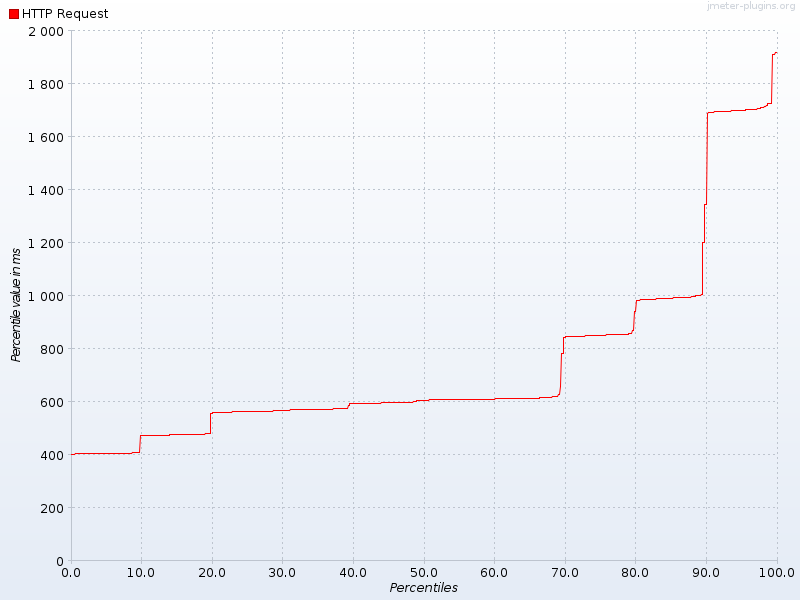 jmeter-plugins.org
HTTP Request
2 000
1 800
1 600
1 400
1 200
1 000
800
600
400
200
0
Percentile value in ms
0.0 10.0 20.0 30.0 40.0 50.0 60.0 70.0 80.0 90.0 100.0
Percentiles